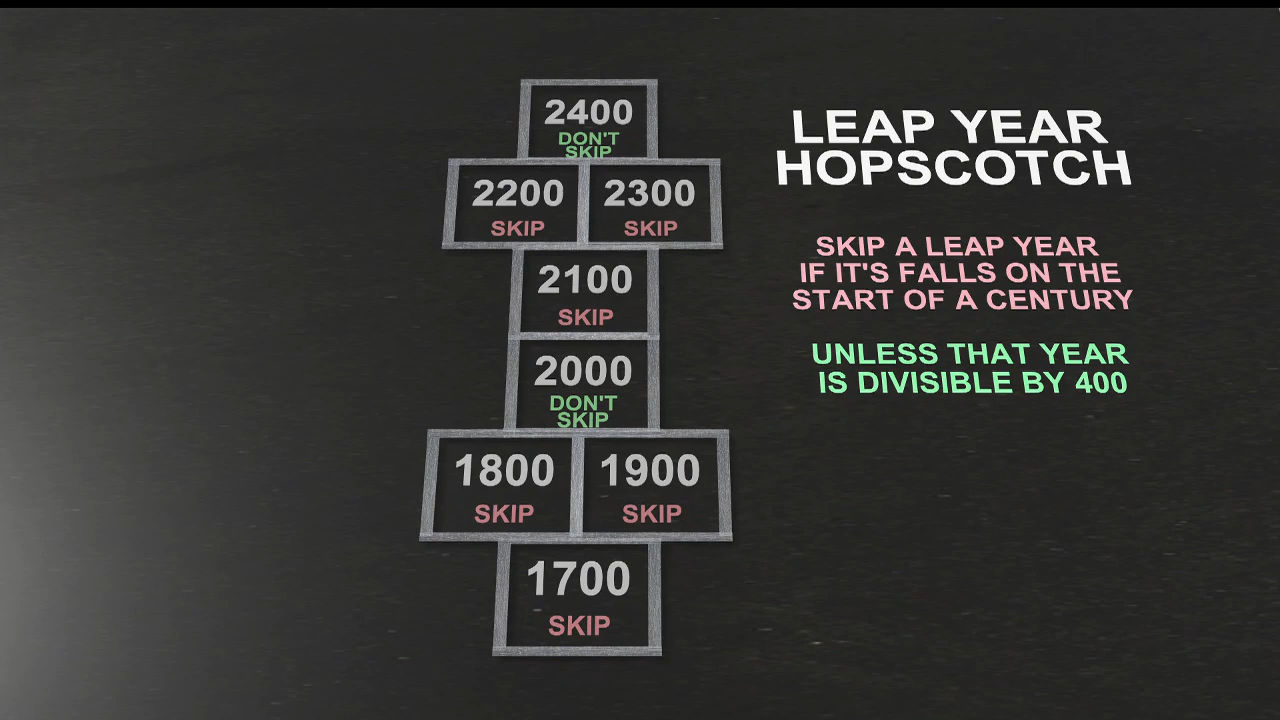 LEAP YEAR
HOPSCOTCH
SKIP A LEAP YEAR
IF IT'S FALLS ON THE
START OF A CENTURY
UNLESS THAT YEAR
IS DIVISIBLE BY 400
2400
DON'T
SKIP
2200 2300
SKIP SKIP
2100
SKIP
2000
DON'T
SKIP
1800 1900
SKIP SKIP
1700
SKIP